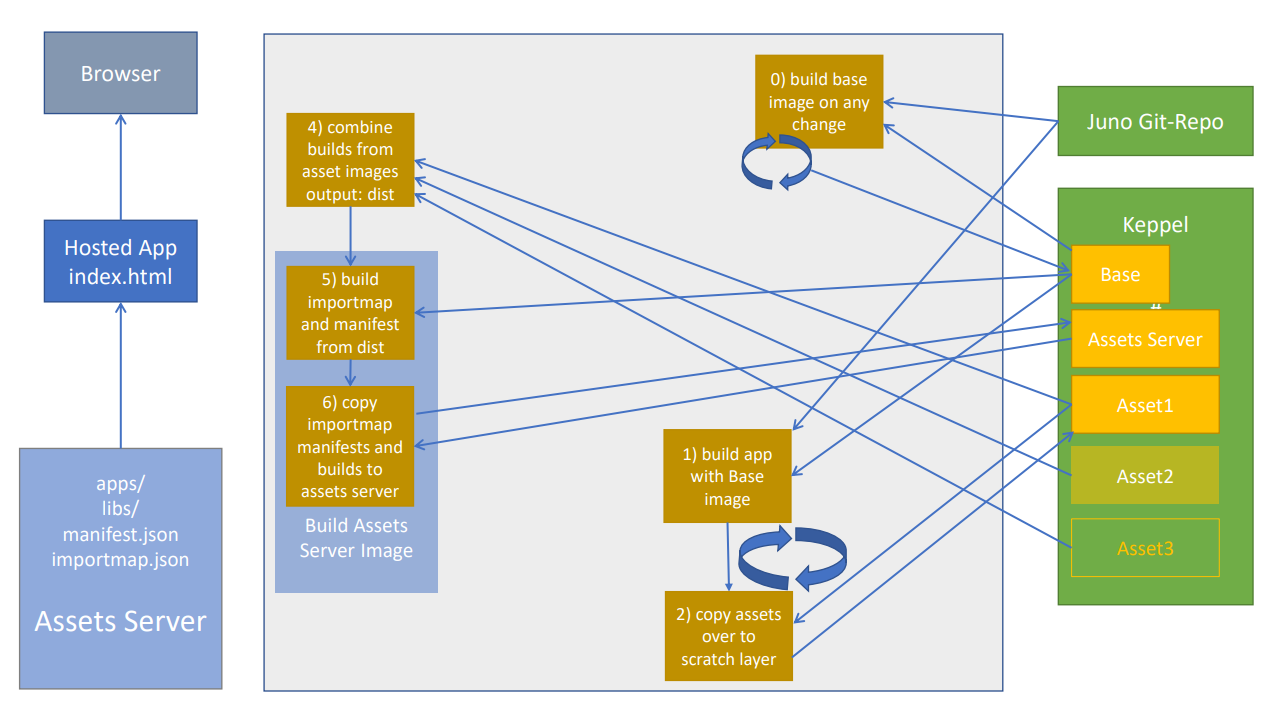 Browser
Hosted App
index.html
apps/
libs/
manifest.json
importmap.json
Assets Server
4) combine
builds from
asset images
output: dist
5) build
importmap
and manifest
from dist
6) copy
importmap
manifests and
builds to
assets server
Build Assets
Server Image
0) build base
image on any
change
1) build app
with Base
image
2) copy assets
over to
scratch layer
Juno Git-Repo
Keppel
Base
Assets Server
Asset1
Asset2
Asset3